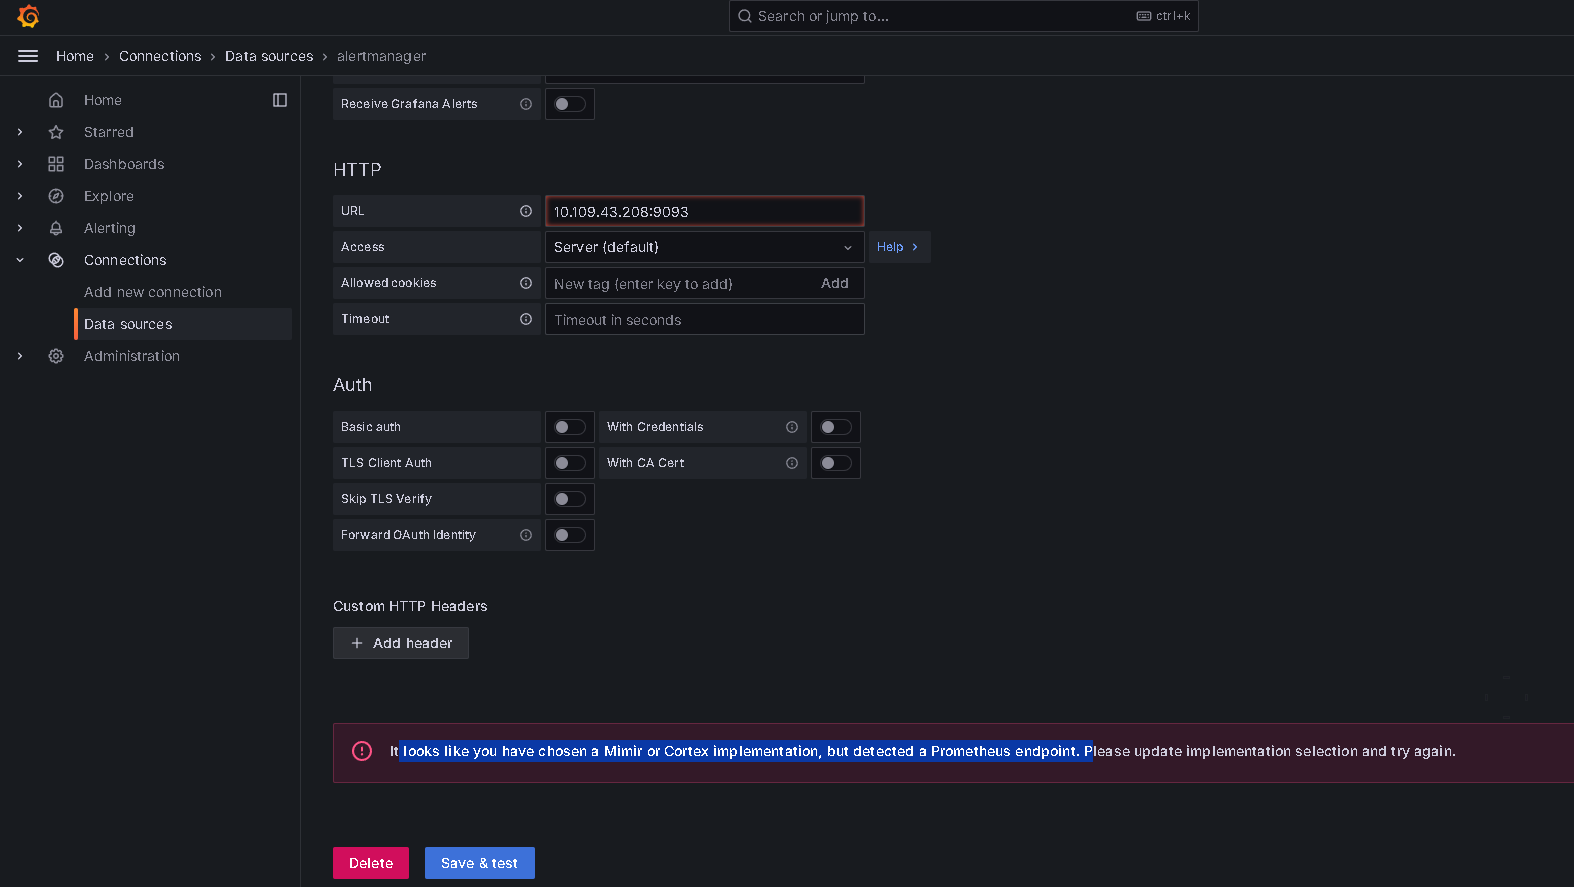 Search or jump to...
ctrl+k
Home › Connections › Data sources › alertmanager
Home
Starred
Dashboards
Explore
Alerting
Connections
Add new connection
Data sources
Administration
Receive Grafana Alerts
HTTP
URL
10.109.43.208:9093
Access
Server (default)
Help
Allowed cookies
New tag (enter key to add)
Add
Timeout
Timeout in seconds
Auth
Basic auth
With Credentials
TLS Client Auth
With CA Cert
Skip TLS Verify
Forward OAuth Identity
Custom HTTP Headers
Add header
It looks like you have chosen a Mimir or Cortex implementation, but detected a Prometheus endpoint. Please update implementation selection and try again.
Delete
Save & test